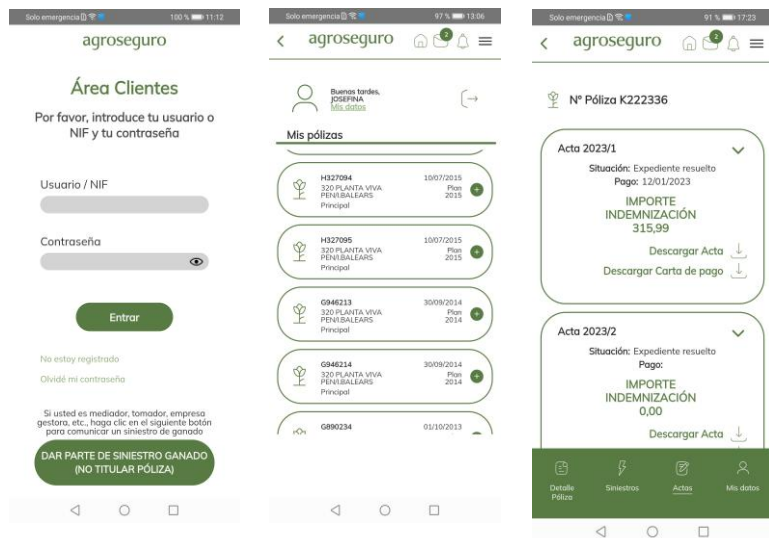 Solo emergencia 100 % 11:12
agroseguro
Área Clientes
Por favor, introduce tu usuario o
NIF y tu contraseña
Usuario / NIF
Contraseña
Entrar
No estoy registrado
Olvidé mi contraseña
Si usted es mediador, tomador, empresa
gestora, etc., haga clic en el siguiente botón
para comunicar un siniestro de ganado
DAR PARTE DE SINIESTRO GANADO
(NO TITULAR PÓLIZA)
Solo emergencia 97 % 13:06
agroseguro 2
Buenas tardes,
JOSEFINA
Mis datos
Mis pólizas
H327094 10/07/2015
320 PLANTA VIVA Plan
PEN/I.BALEARS 2015
Principal
H327095 10/07/2015
320 PLANTA VIVA Plan
PEN/I.BALEARS 2015
Principal
G946213 30/09/2014
320 PLANTA VIVA Plan
PEN/I.BALEARS 2014
Principal
G946214 30/09/2014
320 PLANTA VIVA Plan
PEN/I.BALEARS 2014
Principal
G890234 01/10/2013
Solo emergencia 91 % 17:23
agroseguro 2
Nº Póliza K222336
Acta 2023/1
Situación: Expediente resuelto
Pago: 12/01/2023
IMPORTE
INDEMNIZACIÓN
315,99
Descargar Acta
Descargar Carta de pago
Acta 2023/2
Situación: Expediente resuelto
Pago:
IMPORTE
INDEMNIZACIÓN
0,00
Descargar Acta
Detalle Siniestros Actas Mis datos
Póliza